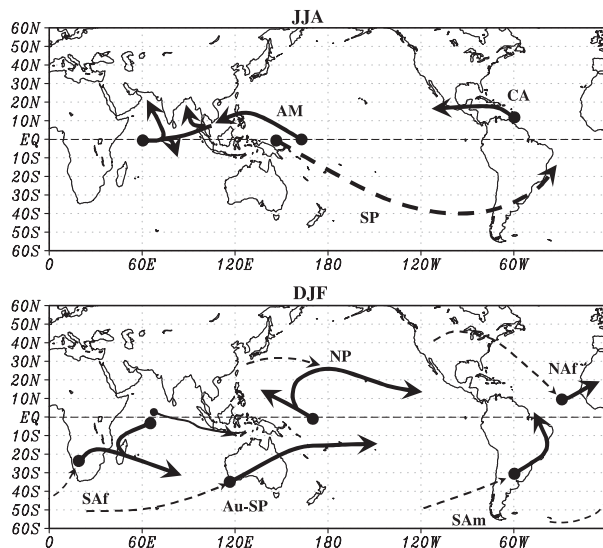 JJA
60N
50N
40N
30N
20N
10N
EQ
10S
20S
30S
40S
50S
60S
AM
CA
SP
0 60E 120E 180 120W 60W
DJF
60N
50N
40N
30N
20N
10N
EQ
10S
20S
30S
40S
50S
60S
NP
NAf
SAf
Au-SP
SAm
0 60E 120E 180 120W 60W